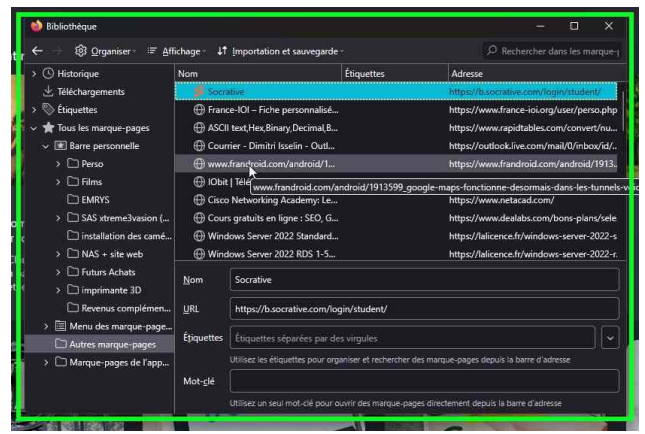 Bibliothèque
Organiser Affichage Importation et sauvegarde Rechercher dans les marque-p
Historique
Téléchargements
Étiquettes
Tous les marque-pages
Barre personnelle
Perso
Films
EMRYS
SAS xtreme3vasion (...
installation des camé...
NAS + site web
Futurs Achats
imprimante 3D
Revenus complémen...
Menu des marque-page...
Autres marque-pages
Marque-pages de l'app...
Nom Étiquettes Adresse
Socrative https://b.socrative.com/login/student/
France-IOI – Fiche personnalisé... https://www.france-ioi.org/user/perso.php
ASCII text,Hex,Binary,Decimal,B... https://www.rapidtables.com/convert/nu...
Courrier - Dimitri Isselin - Outl... https://outlook.live.com/mail/0/inbox/id/..
www.frandroid.com/android/1... https://www.frandroid.com/android/1913..
IObit | Télé
www.frandroid.com/android/1913599_google-maps-fonctionne-desormais-dans-les-tunnels-voic
Cisco Networking Academy: Le... https://www.netacad.com/
Cours gratuits en ligne : SEO, G... https://www.dealabs.com/bons-plans/sele
Windows Server 2022 Standard... https://lalicence.fr/windows-server-2022-s
Windows Server 2022 RDS 1-5... https://lalicence.fr/windows-server-2022-r.
Nom Socrative
URL https://b.socrative.com/login/student/
Étiquettes Étiquettes séparées par des virgules
Utilisez les étiquettes pour organiser et rechercher des marque-pages depuis la barre d'adresse
Mot-clé
Utilisez un seul mot-clé pour ouvrir des marque-pages directement depuis la barre d'adresse